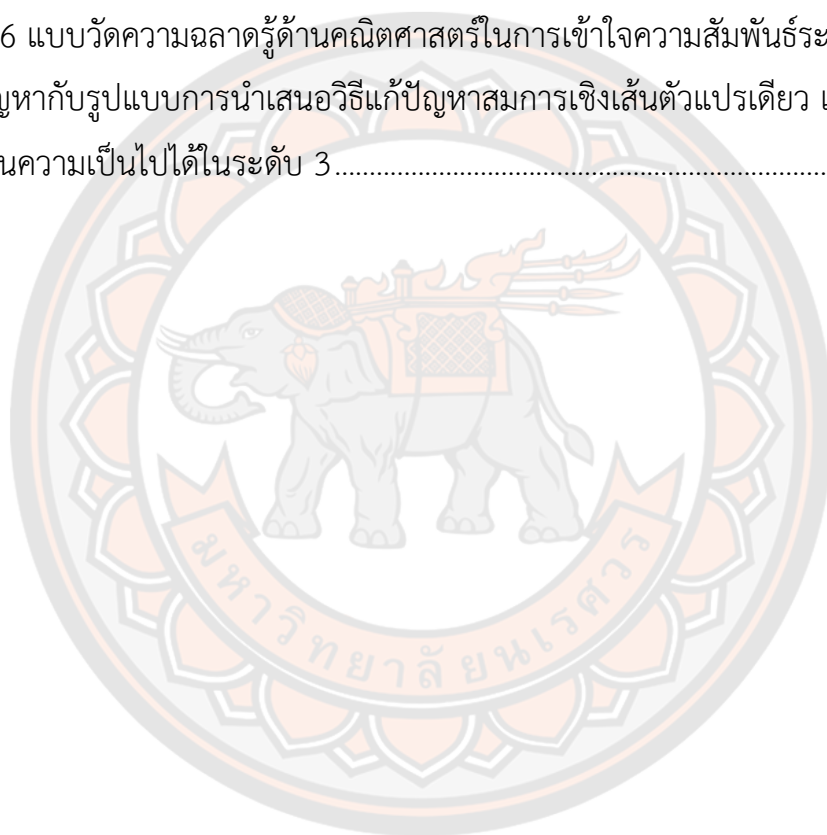 6 แบบวัดความฉลาดรู้ด้านคณิตศาสตร์ในการเข้าใจความสัมพันธ์ระ
ญหากับรูปแบบการนำเสนอวิธีแก้ปัญหาสมการเชิงเส้นตัวแปรเดียว เ
นความเป็นไปได้ในระดับ 3
มหาวิทยาลัยนเรศวร